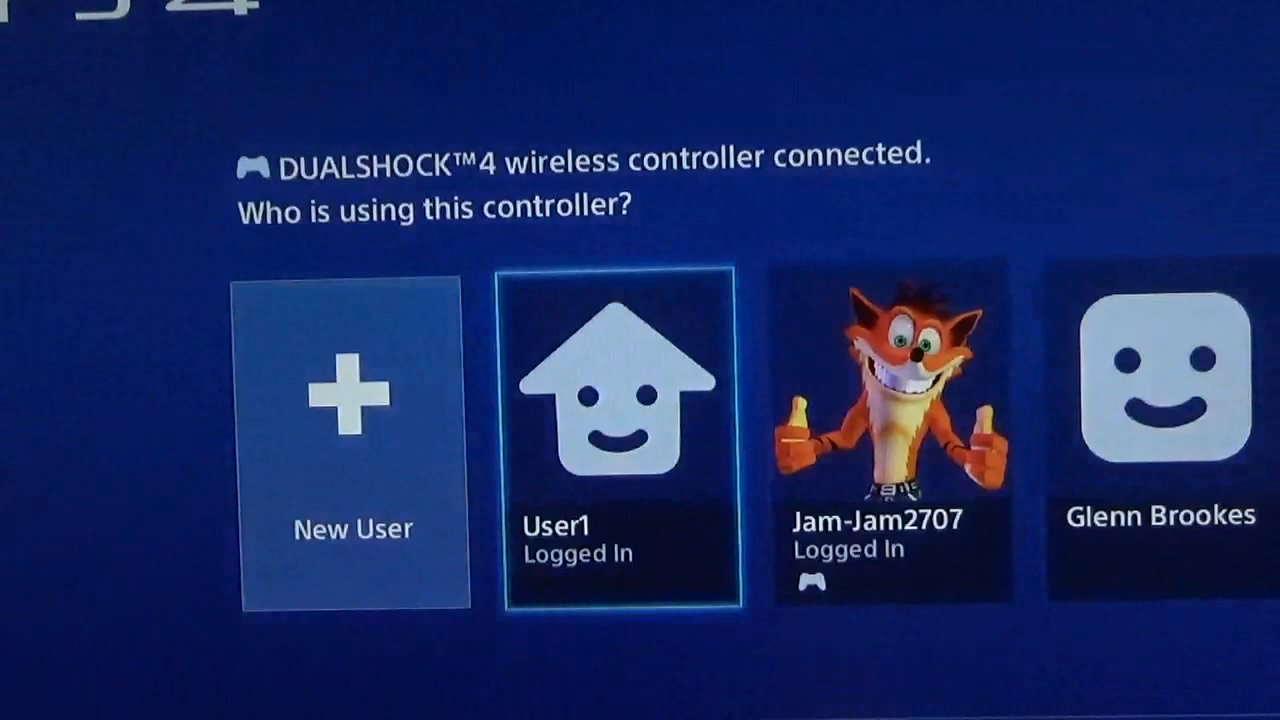 DUALSHOCK™4 wireless controller connected.
Who is using this controller?
New User
User1
Logged In
Jam-Jam2707
Logged In
Glenn Brookes